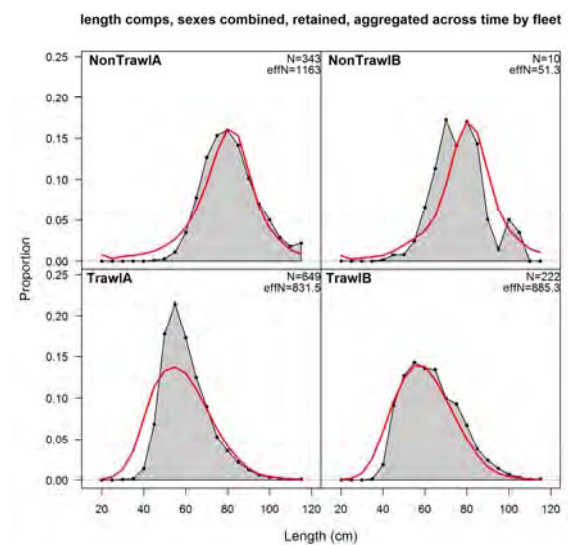 length comps, sexes combined, retained, aggregated across time by fleet
NonTrawlA
N=343
effN=1163
NonTrawlB
N=10
effN=51.3
0.25
0.20
0.15
0.10
0.05
0.00
TrawlA
N=649
effN=831.5
TrawlB
N=222
effN=885.3
0.25
0.20
0.15
0.10
0.05
0.00
Proportion
20 40 60 80 100 120
20 40 60 80 100 120
Length (cm)